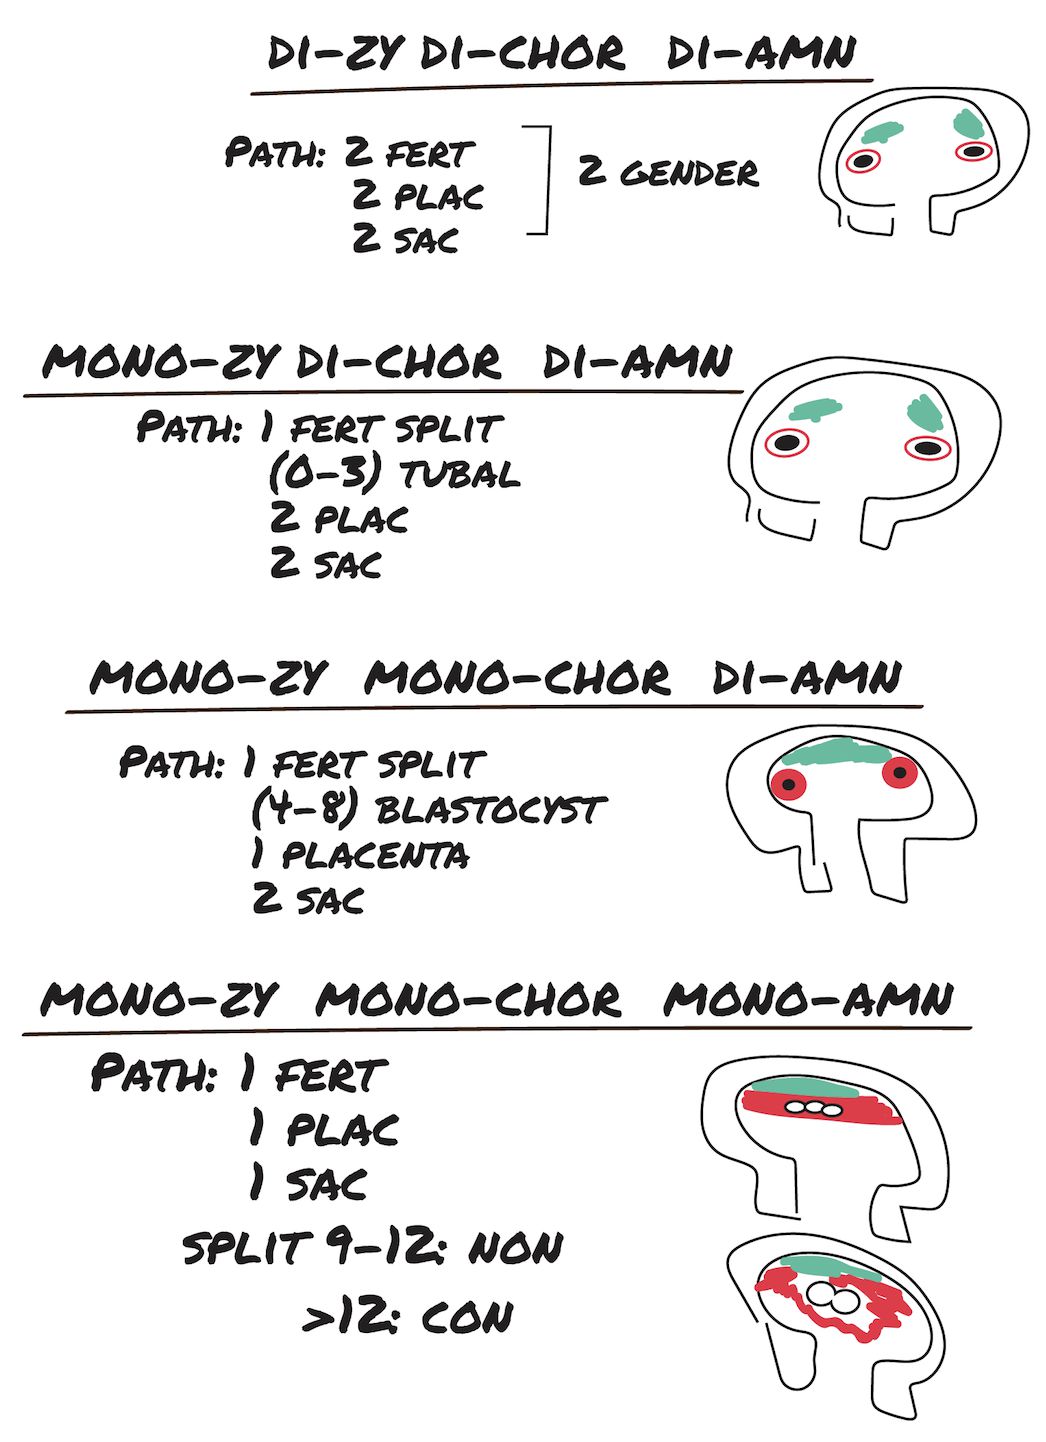 DI-ZY DI-CHOR DI-AMN
PATH: 2 FERT
2 PLAC
2 SAC
2 GENDER
MONO-ZY DI-CHOR DI-AMN
PATH: 1 FERT SPLIT
(0-3) TUBAL
2 PLAC
2 SAC
MONO-ZY MONO-CHOR DI-AMN
PATH: 1 FERT SPLIT
(4-8) BLASTOCYST
1 PLACENTA
2 SAC
MONO-ZY MONO-CHOR MONO-AMN
PATH: 1 FERT
1 PLAC
1 SAC
SPLIT 9-12: NON
>12: CON